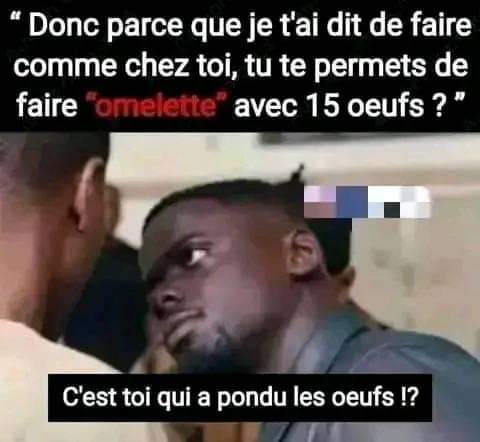 “ Donc parce que je t'ai dit de faire
comme chez toi, tu te permets de
faire "omelette" avec 15 oeufs ? ”
C'est toi qui a pondu les oeufs !?